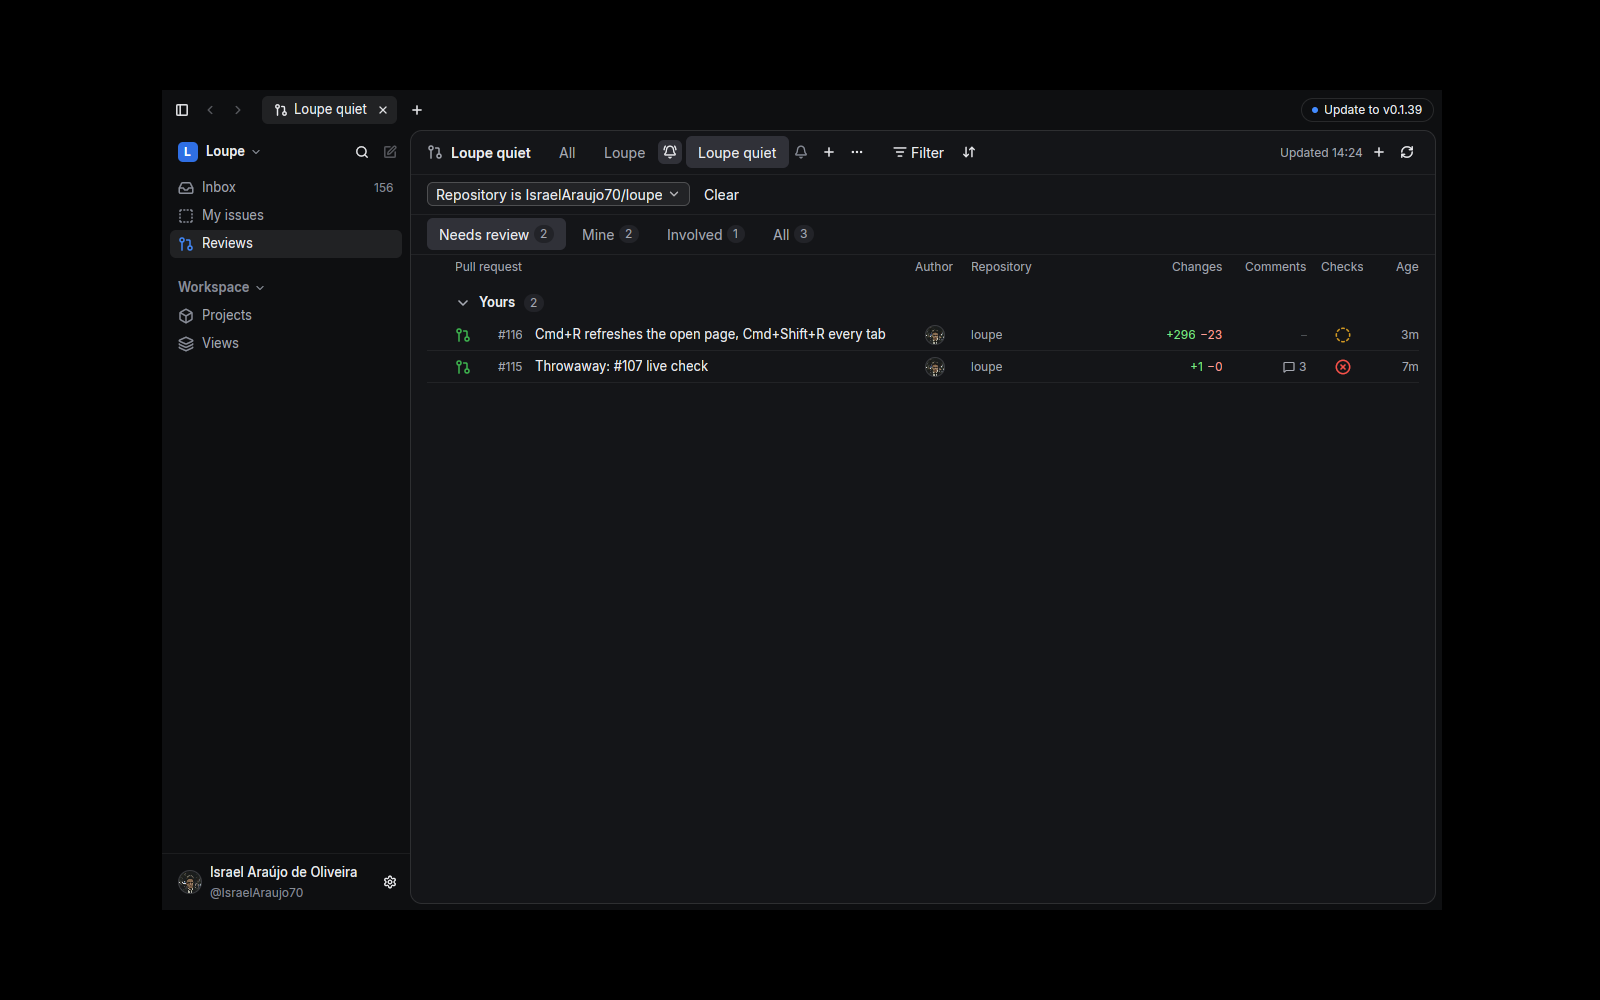 Loupe quiet
Update to v0.1.39
L Loupe
Loupe quiet All Loupe Loupe quiet Filter Updated 14:24
Inbox 156
My issues
Reviews
Workspace
Projects
Views
Repository is IsraelAraujo70/loupe Clear
Needs review 2 Mine 2 Involved 1 All 3
Pull request Author Repository Changes Comments Checks Age
Yours 2
#116 Cmd+R refreshes the open page, Cmd+Shift+R every tab loupe +296 −23 – 3m
#115 Throwaway: #107 live check loupe +1 −0 3 7m
Israel Araújo de Oliveira
@IsraelAraujo70